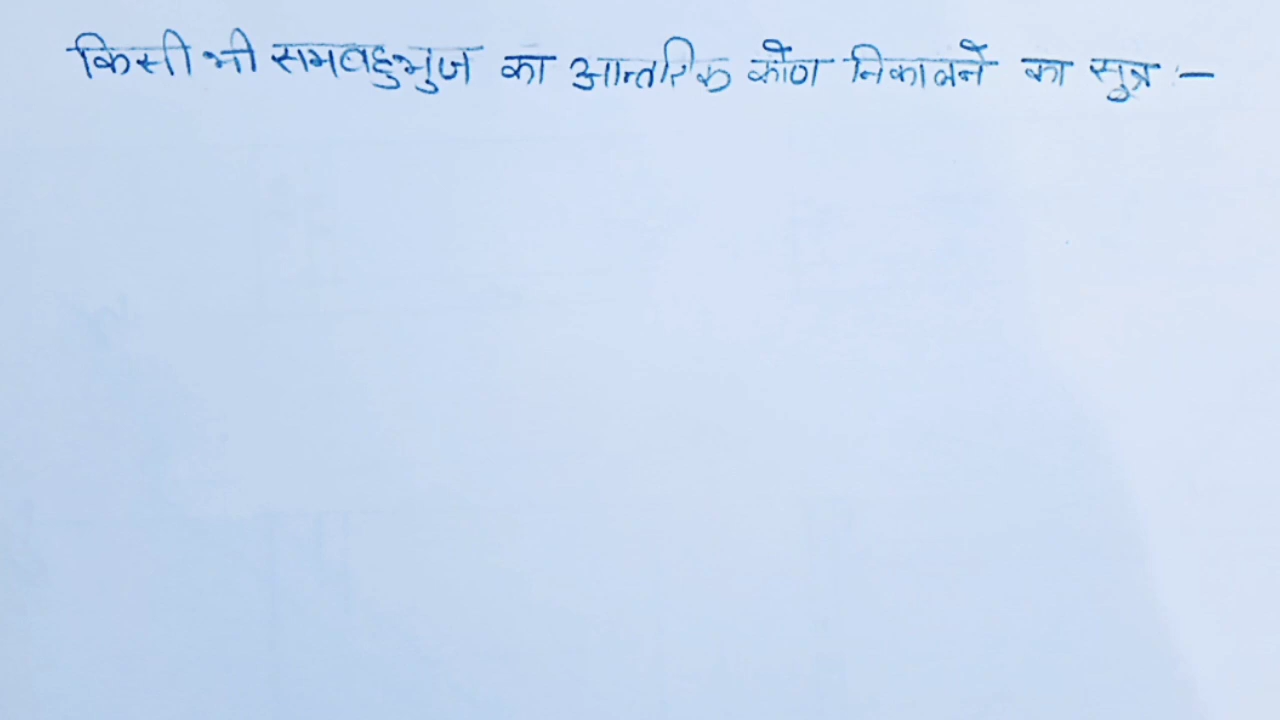 किसी भी समबहुभुज का आन्तरिक कोण निकालने का सूत्र :-